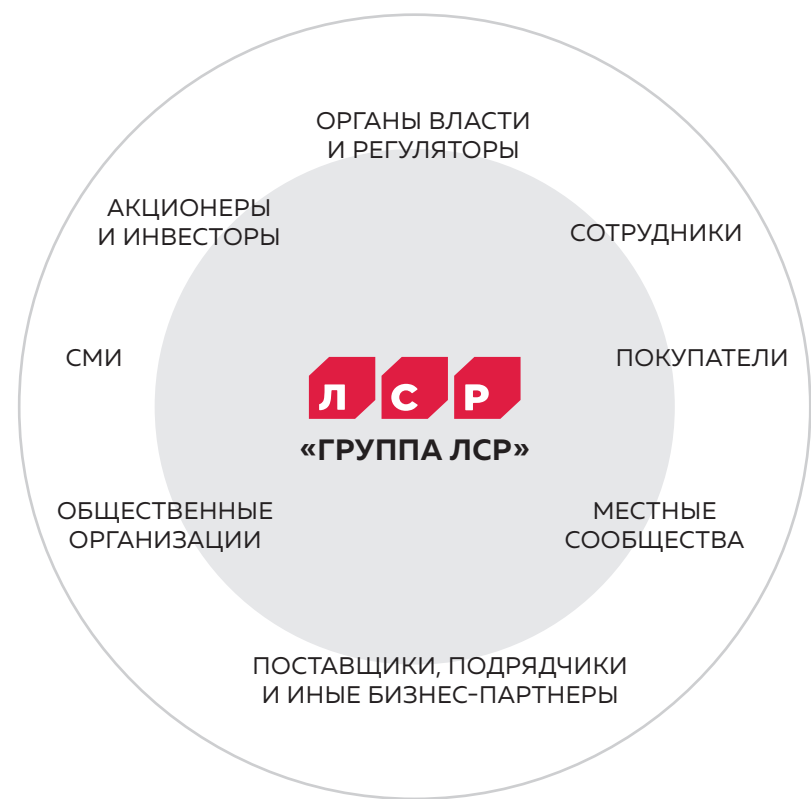 ОРГАНЫ ВЛАСТИ
И РЕГУЛЯТОРЫ
АКЦИОНЕРЫ
И ИНВЕСТОРЫ
СОТРУДНИКИ
СМИ
ПОКУПАТЕЛИ
ЛСР
«ГРУППА ЛСР»
ОБЩЕСТВЕННЫЕ
ОРГАНИЗАЦИИ
МЕСТНЫЕ
СООБЩЕСТВА
ПОСТАВЩИКИ, ПОДРЯДЧИКИ
И ИНЫЕ БИЗНЕС-ПАРТНЕРЫ